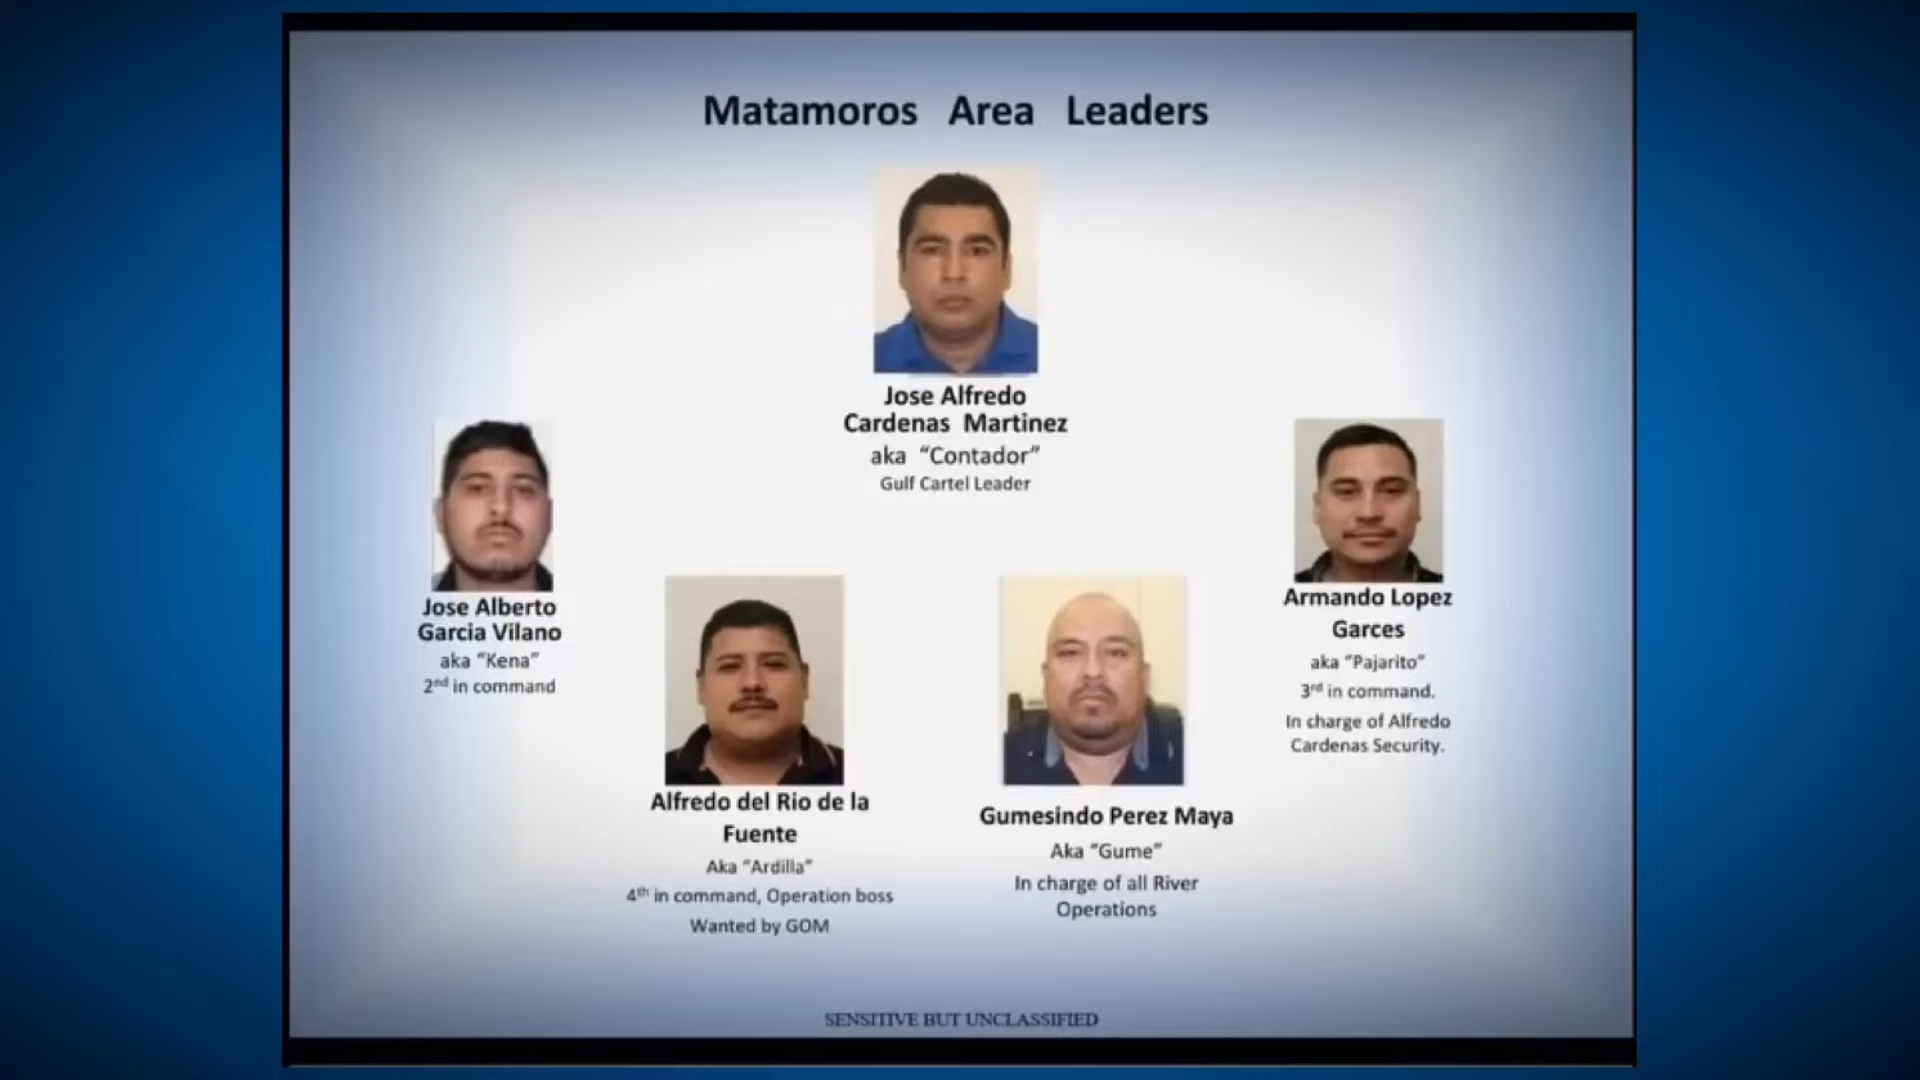 Matamoros Area Leaders
Jose Alfredo
Cardenas Martinez
aka “Contador”
Gulf Cartel Leader
Jose Alberto
Garcia Vilano
aka “Kena”
2nd in command
Armando Lopez
Garces
aka “Pajarito”
3rd in command.
In charge of Alfredo
Cardenas Security.
Alfredo del Rio de la
Fuente
Aka “Ardilla”
4th in command, Operation boss
Wanted by GOM
Gumesindo Perez Maya
Aka “Gume”
In charge of all River
Operations
SENSITIVE BUT UNCLASSIFIED